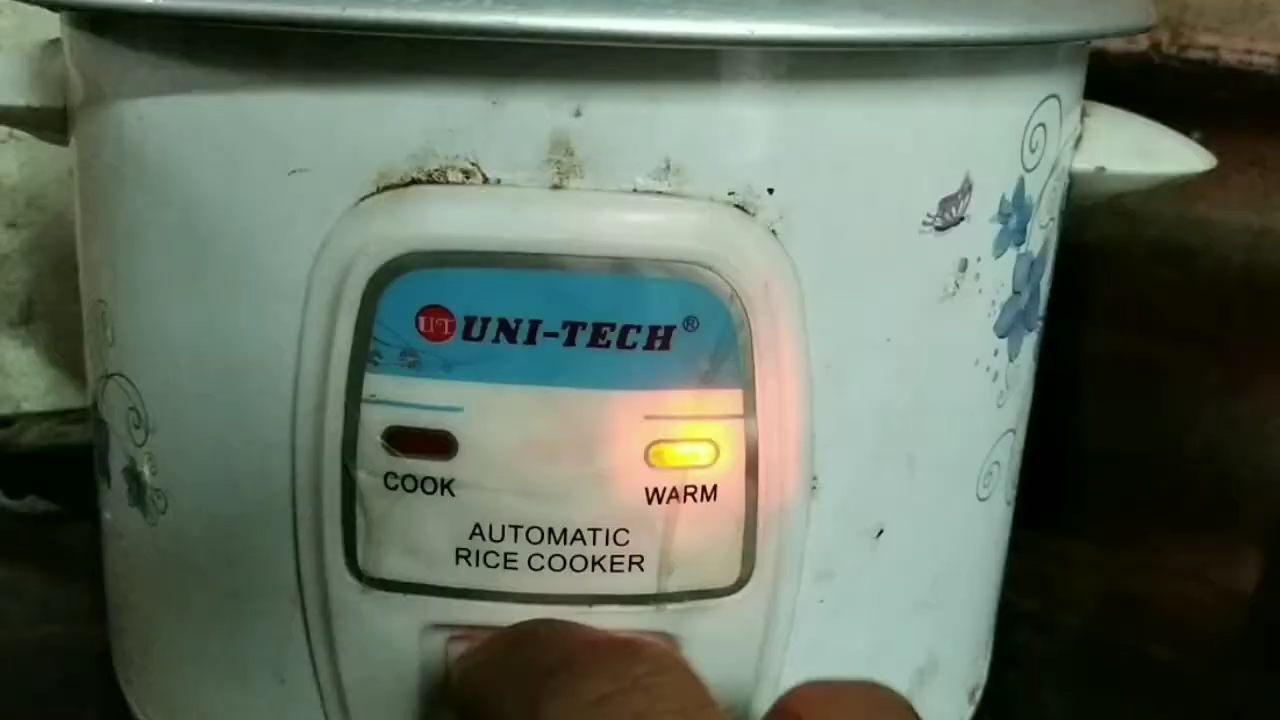 UT UNI-TECH®
COOK
WARM
AUTOMATIC
RICE COOKER